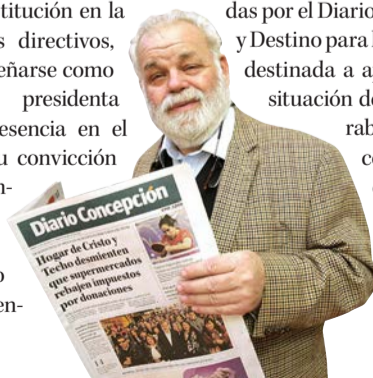 titución en la
s directivos,
eñarse como
presidenta
esencia en el
u convicción
n-
o
en-
das por el Diario
y Destino para l
destinada a a
situación de
rab
c
Diario Concepción
Hogar de Cristo y
Techo desmienten
que supermercados
rebajen impuestos
por donaciones